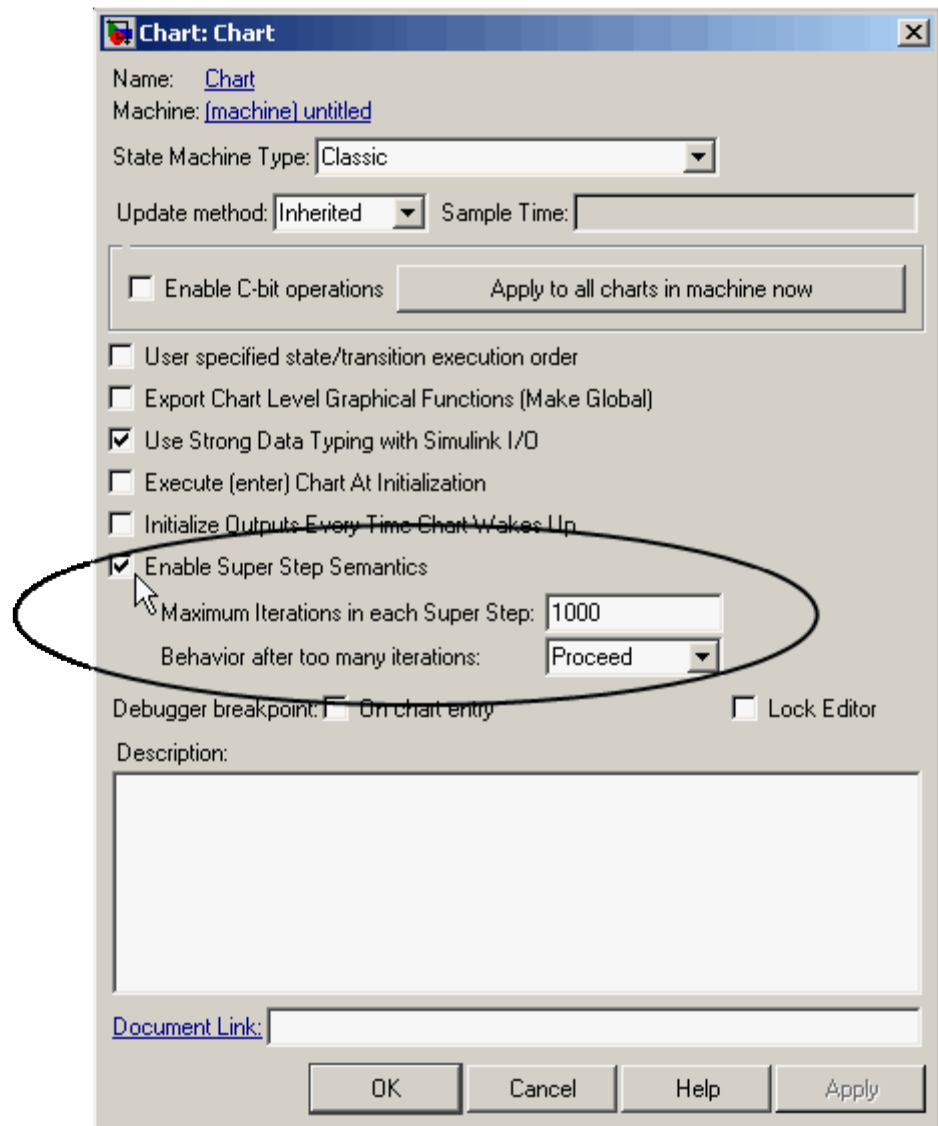 Chart: Chart
Name: Chart
Machine: (machine) untitled
State Machine Type: Classic
Update method: Inherited Sample Time:
Enable C-bit operations Apply to all charts in machine now
User specified state/transition execution order
Export Chart Level Graphical Functions (Make Global)
Use Strong Data Typing with Simulink I/O
Execute (enter) Chart At Initialization
Initialize Outputs Every Time Chart Wakes Up
Enable Super Step Semantics
Maximum Iterations in each Super Step: 1000
Behavior after too many iterations: Proceed
Debugger breakpoint: On chart entry Lock Editor
Description:
Document Link:
OK Cancel Help Apply